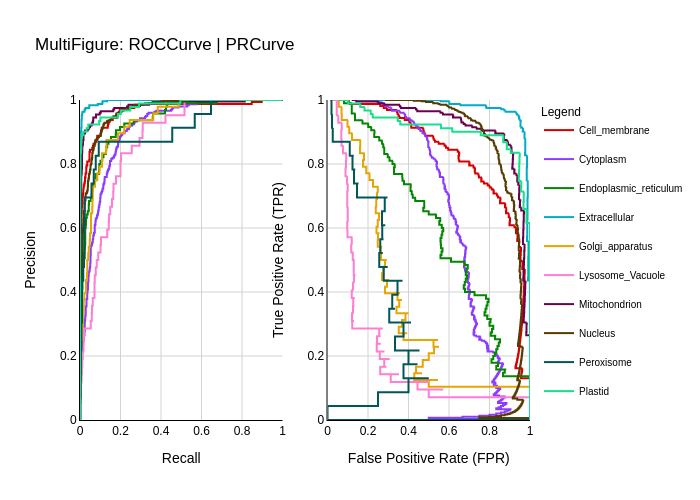 MultiFigure: ROCCurve | PRCurve
Precision
1
0.8
0.6
0.4
0.2
0
0
0.2
0.4
0.6
0.8
1
Recall
True Positive Rate (TPR)
1
0.8
0.6
0.4
0.2
0
0
0.2
0.4
0.6
0.8
1
False Positive Rate (FPR)
Legend
Cell_membrane
Cytoplasm
Endoplasmic_reticulum
Extracellular
Golgi_apparatus
Lysosome_Vacuole
Mitochondrion
Nucleus
Peroxisome
Plastid